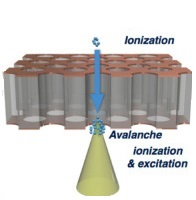 Ionization
Avalanche
ionization
& excitation